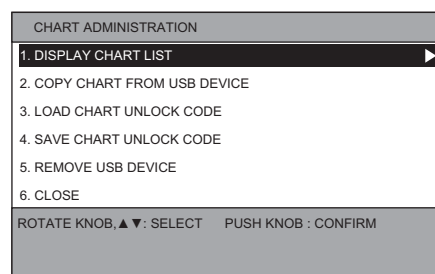 CHART ADMINISTRATION
1. DISPLAY CHART LIST
2. COPY CHART FROM USB DEVICE
3. LOAD CHART UNLOCK CODE
4. SAVE CHART UNLOCK CODE
5. REMOVE USB DEVICE
6. CLOSE
ROTATE KNOB,▲▼: SELECT PUSH KNOB : CONFIRM